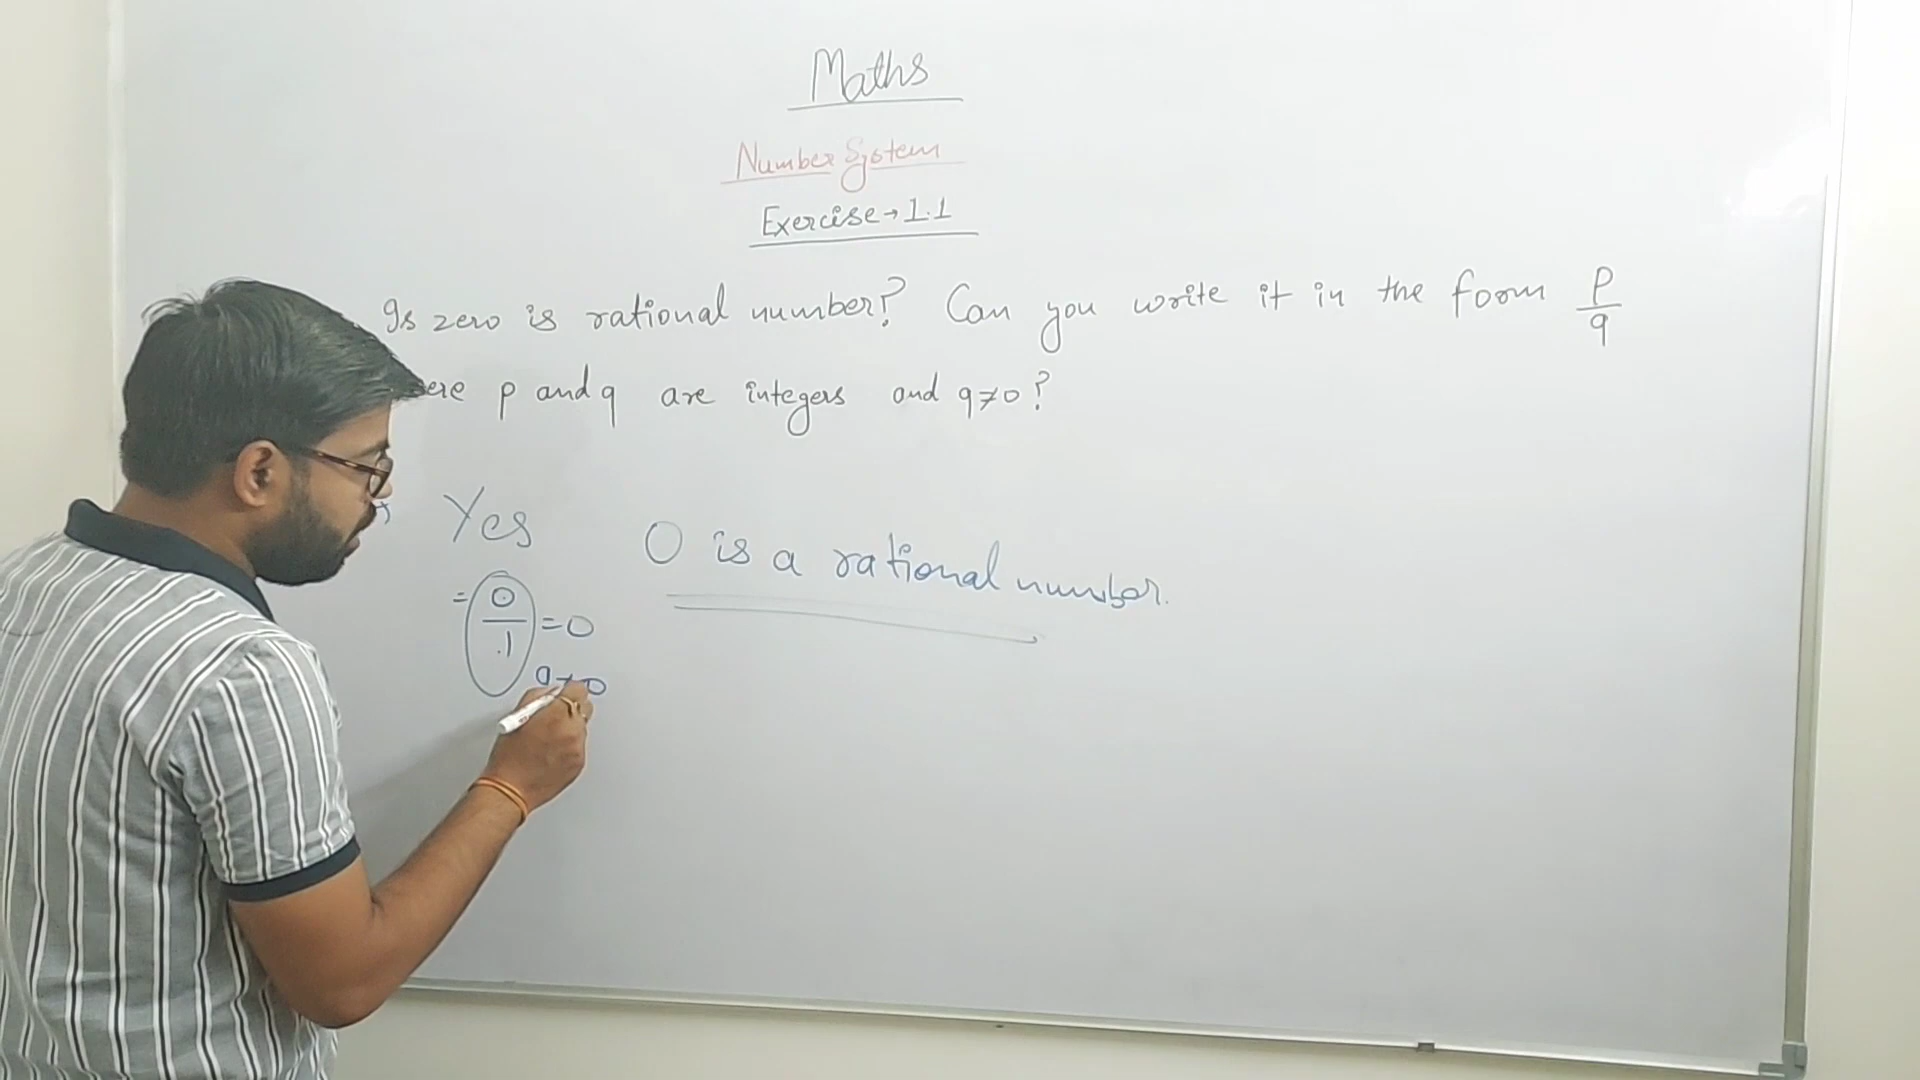 Maths
Number System
Exercise → 1.1
Is zero is rational number? Can you write it in the form p/q
ere p and q are integers and q≠0?
Yes 0 is a rational number.
= 0/1 = 0
q≠0